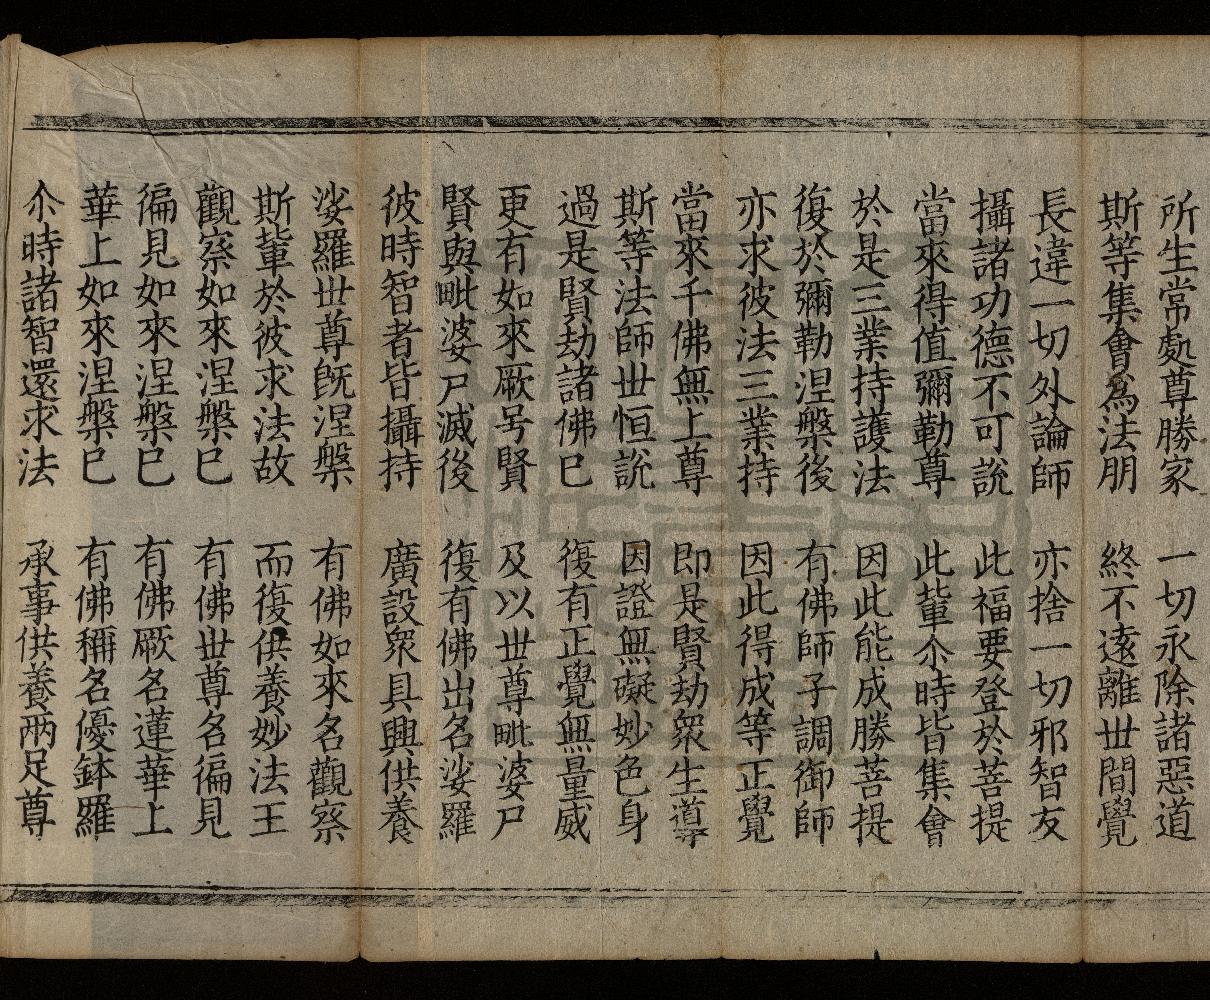 所生常處尊勝家　一切永除諸惡道
斯等集會爲法朋　終不遠離世間覺
長違一切外論師　亦捨一切邪智友
攝諸功德不可說　此福要登於菩提
當來得值彌勒尊　此輩尒時皆集會
於是三業持護法　因此能成勝菩提
復於彌勒涅槃後　有佛師子調御師
亦求彼法三業持　因此得成等正覺
當來千佛無上尊　即是賢劫衆生導
斯等法師世恒說　因證無礙妙色身
過是賢劫諸佛已　復有正覺無量威
更有如來厥号賢　及以世尊毗婆尸
賢與毗婆尸滅後　復有佛出名娑羅
彼時智者皆攝持　廣設衆具興供養
娑羅世尊旣涅槃　有佛如來名觀察
斯輩於彼求法故　而復供養妙法王
觀察如來涅槃已　有佛世尊名徧見
徧見如來涅槃已　有佛厥名蓮華上
華上如來涅槃已　有佛稱名優鉢羅
尒時諸智還求法　承事供養兩足尊